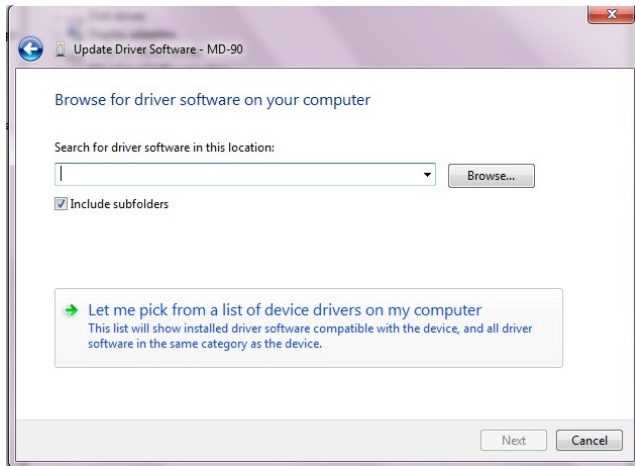 Update Driver Software - MD-90
Browse for driver software on your computer
Search for driver software in this location:
Browse...
Include subfolders
Let me pick from a list of device drivers on my computer
This list will show installed driver software compatible with the device, and all driver
software in the same category as the device.
Next
Cancel